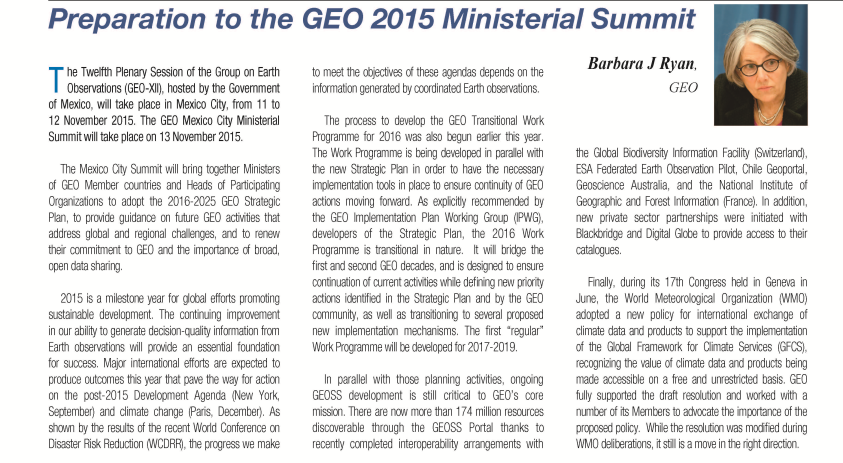 Preparation to the GEO 2015 Ministerial Summit
The Twelfth Plenary Session of the Group on Earth
Observations (GEO-XII), hosted by the Government
of Mexico, will take place in Mexico City, from 11 to
12 November 2015. The GEO Mexico City Ministerial
Summit will take place on 13 November 2015.
The Mexico City Summit will bring together Ministers
of GEO Member countries and Heads of Participating
Organizations to adopt the 2016-2025 GEO Strategic
Plan, to provide guidance on future GEO activities that
address global and regional challenges, and to renew
their commitment to GEO and the importance of broad,
open data sharing.
2015 is a milestone year for global efforts promoting
sustainable development. The continuing improvement
in our ability to generate decision-quality information from
Earth observations will provide an essential foundation
for success. Major international efforts are expected to
produce outcomes this year that pave the way for action
on the post-2015 Development Agenda (New York,
September) and climate change (Paris, December). As
shown by the results of the recent World Conference on
Disaster Risk Reduction (WCDRR), the progress we make
to meet the objectives of these agendas depends on the
information generated by coordinated Earth observations.
The process to develop the GEO Transitional Work
Programme for 2016 was also begun earlier this year.
The Work Programme is being developed in parallel with
the new Strategic Plan in order to have the necessary
implementation tools in place to ensure continuity of GEO
actions moving forward. As explicitly recommended by
the GEO Implementation Plan Working Group (IPWG),
developers of the Strategic Plan, the 2016 Work
Programme is transitional in nature. It will bridge the
first and second GEO decades, and is designed to ensure
continuation of current activities while defining new priority
actions identified in the Strategic Plan and by the GEO
community, as well as transitioning to several proposed
new implementation mechanisms. The first “regular”
Work Programme will be developed for 2017-2019.
In parallel with those planning activities, ongoing
GEOSS development is still critical to GEO's core
mission. There are now more than 174 million resources
discoverable through the GEOSS Portal thanks to
recently completed interoperability arrangements with
Barbara J Ryan,
GEO
the Global Biodiversity Information Facility (Switzerland),
ESA Federated Earth Observation Pilot, Chile Geoportal,
Geoscience Australia, and the National Institute of
Geographic and Forest Information (France). In addition,
new private sector partnerships were initiated with
Blackbridge and Digital Globe to provide access to their
catalogues.
Finally, during its 17th Congress held in Geneva in
June, the World Meteorological Organization (WMO)
adopted a new policy for international exchange of
climate data and products to support the implementation
of the Global Framework for Climate Services (GFCS),
recognizing the value of climate data and products being
made accessible on a free and unrestricted basis. GEO
fully supported the draft resolution and worked with a
number of its Members to advocate the importance of the
proposed policy. While the resolution was modified during
WMO deliberations, it still is a move in the right direction.